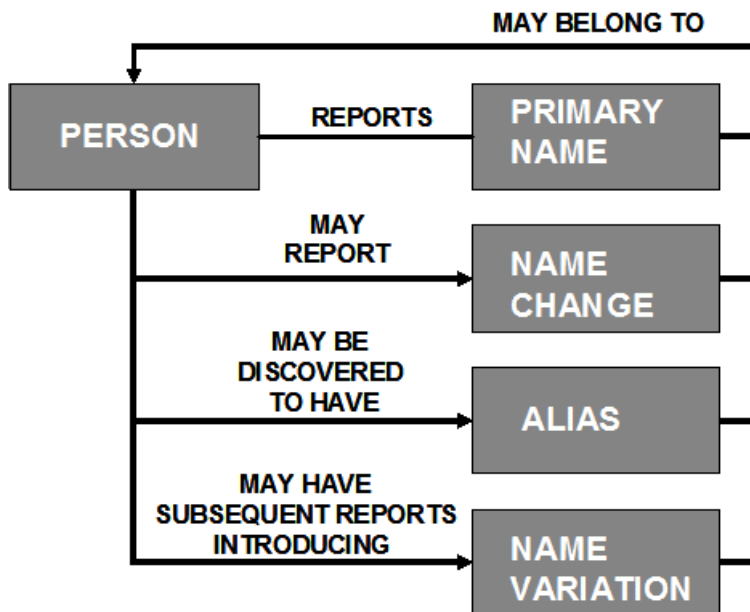 MAY BELONG TO
PERSON
REPORTS
PRIMARY
NAME
MAY
REPORT
NAME
CHANGE
MAY BE
DISCOVERED
TO HAVE
ALIAS
MAY HAVE
SUBSEQUENT REPORTS
INTRODUCING
NAME
VARIATION